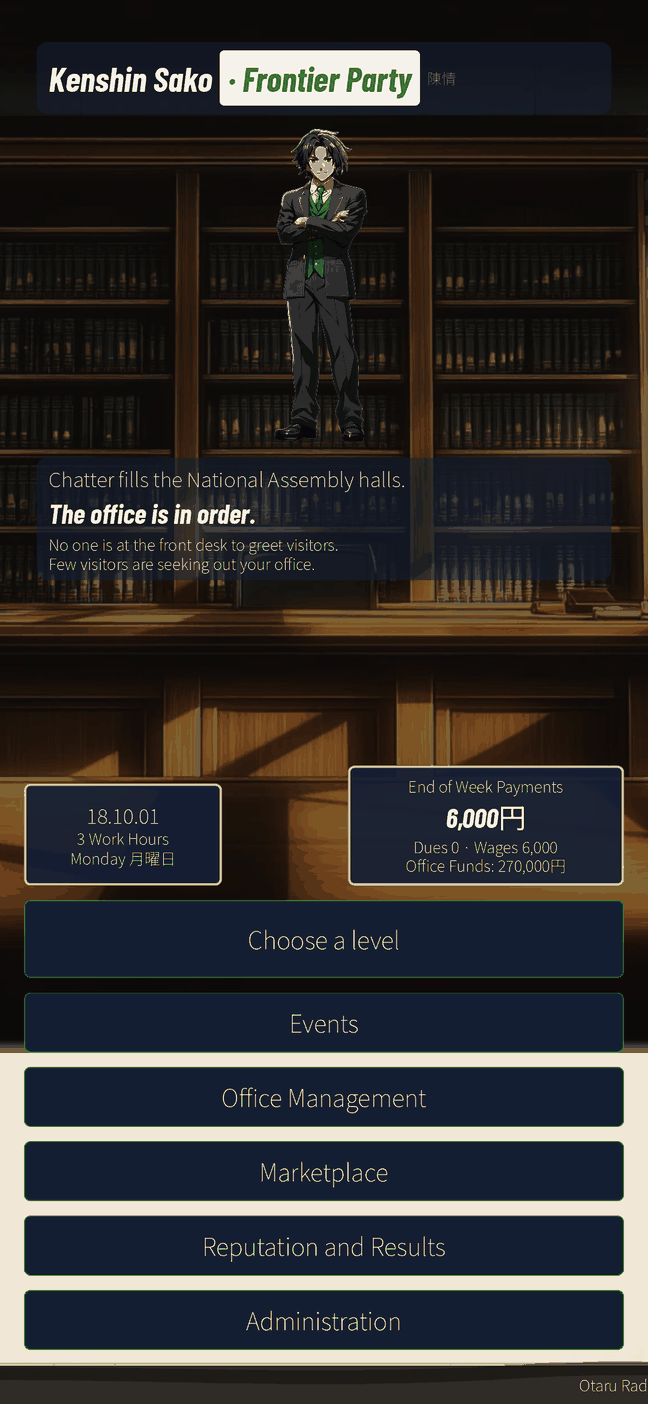 Kenshin Sako · Frontier Party 陳情
Chatter fills the National Assembly halls.
The office is in order.
No one is at the front desk to greet visitors.
Few visitors are seeking out your office.
18.10.01
3 Work Hours
Monday 月曜日
End of Week Payments
6,000円
Dues 0 · Wages 6,000
Office Funds: 270,000円
Choose a level
Events
Office Management
Marketplace
Reputation and Results
Administration
Otaru Rad